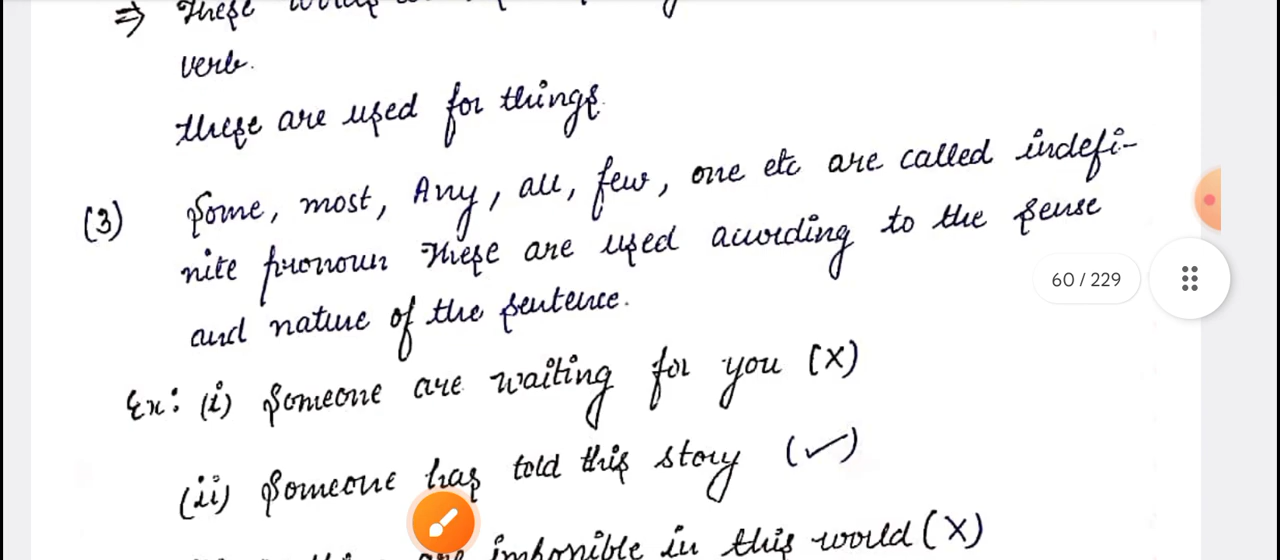 ⇒ These
verb.
these are used for things.
(3) Some, most, Any, all, few, one etc are called indefi-
nite pronoun These are used according to the sense
60 / 229
and nature of the sentence.
Ex: (i) Someone are waiting for you (X)
(ii) Someone has told this story (✓)
are impossible in this world (X)